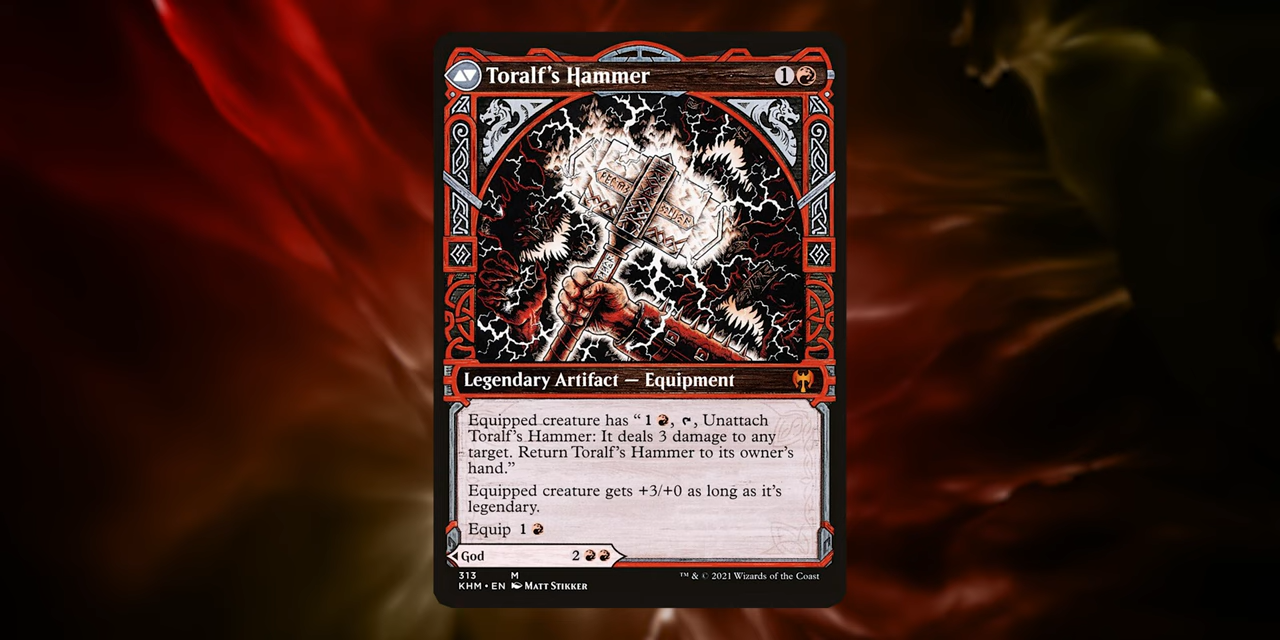 Toralf's Hammer 1
Legendary Artifact — Equipment
Equipped creature has “ 1 , , Unattach
Toralf's Hammer: It deals 3 damage to any
target. Return Toralf's Hammer to its owner's
hand.”
Equipped creature gets +3/+0 as long as it's
legendary.
Equip 1
God 2
313 M
KHM • EN Matt Stikker
™ & © 2021 Wizards of the Coast